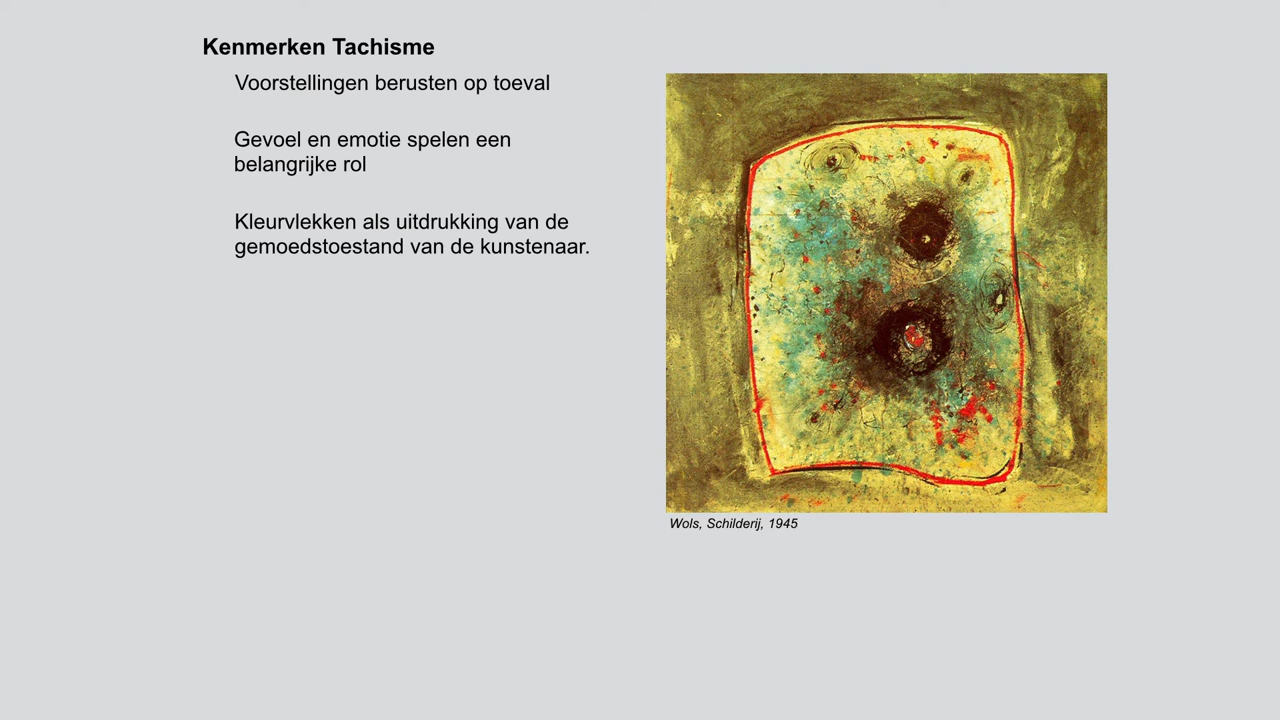 Kenmerken Tachisme
Voorstellingen berusten op toeval
Gevoel en emotie spelen een
belangrijke rol
Kleurvlekken als uitdrukking van de
gemoedstoestand van de kunstenaar.
Wols, Schilderij, 1945